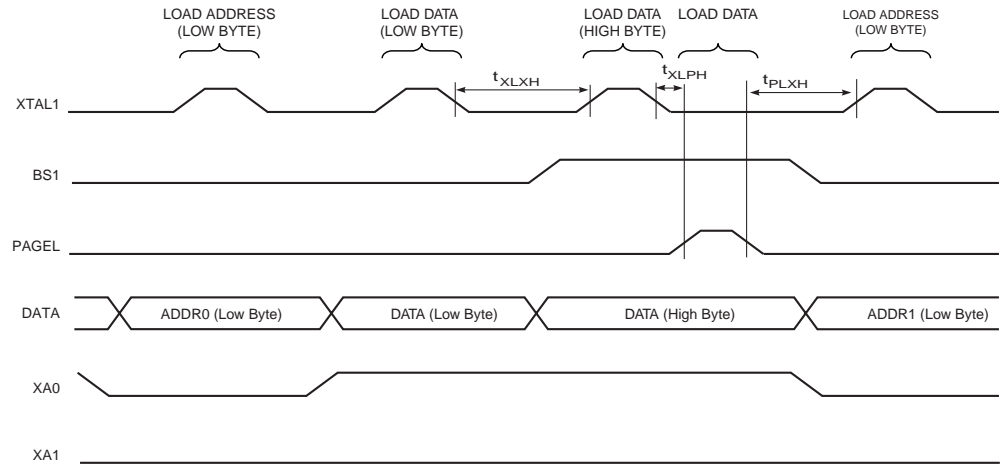 LOAD ADDRESS
(LOW BYTE)
LOAD DATA
(LOW BYTE)
LOAD DATA
(HIGH BYTE)
LOAD DATA
LOAD ADDRESS
(LOW BYTE)
tXLXH
tXLPH
tPLXH
XTAL1
BS1
PAGEL
DATA
ADDR0 (Low Byte)
DATA (Low Byte)
DATA (High Byte)
ADDR1 (Low Byte)
XA0
XA1